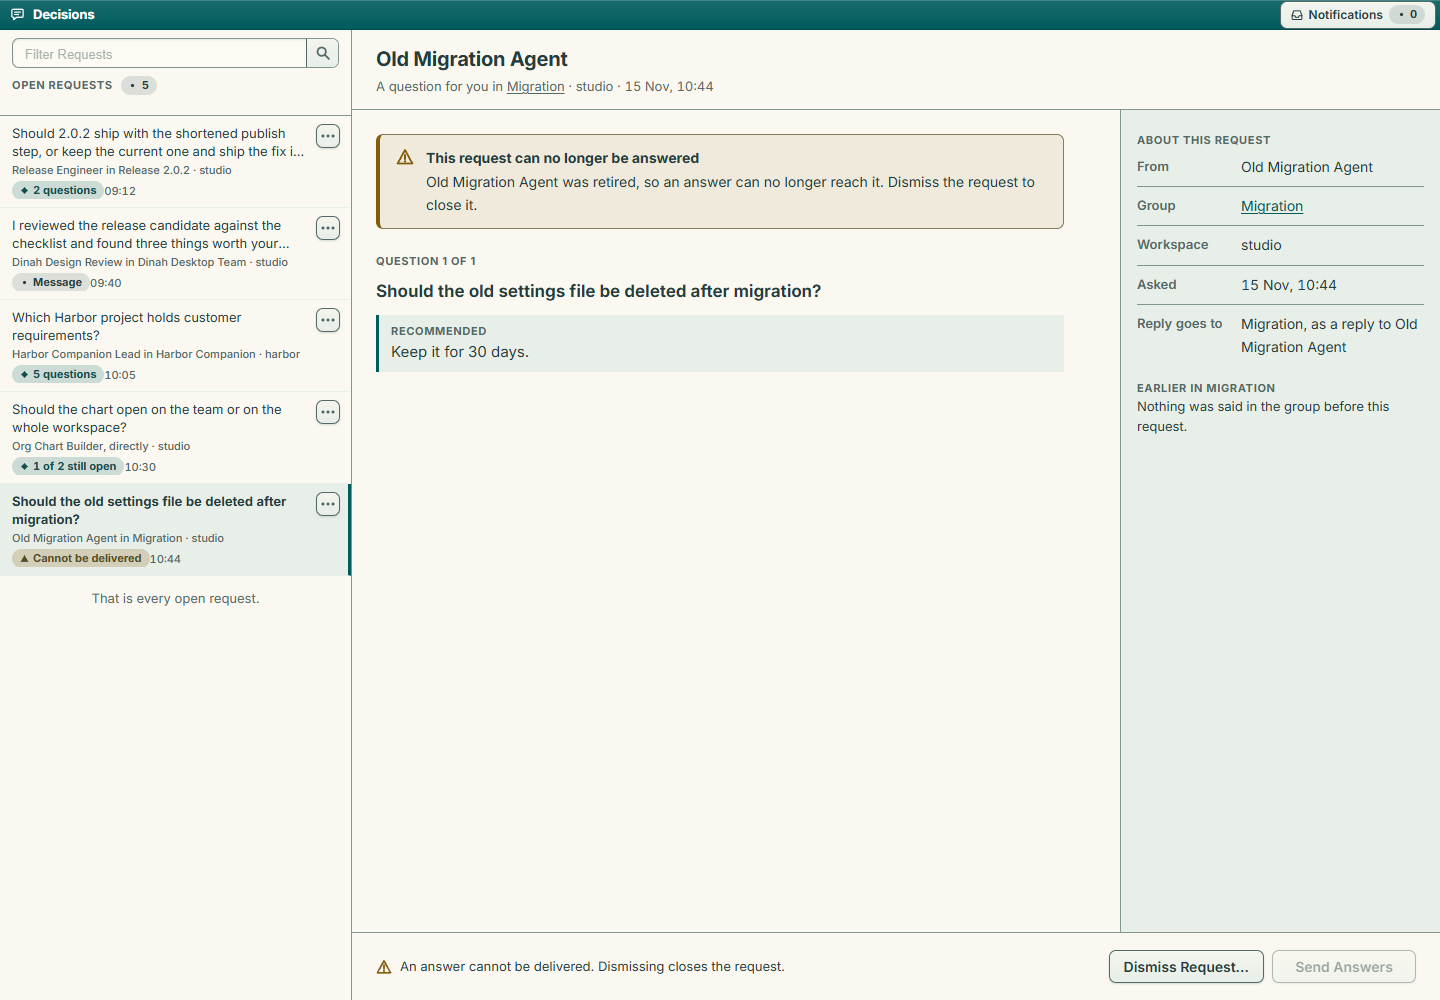 Decisions
Notifications • 0
Filter Requests
OPEN REQUESTS • 5
Should 2.0.2 ship with the shortened publish
step, or keep the current one and ship the fix i...
Release Engineer in Release 2.0.2 · studio
2 questions 09:12
I reviewed the release candidate against the
checklist and found three things worth your...
Dinah Design Review in Dinah Desktop Team · studio
• Message 09:40
Which Harbor project holds customer
requirements?
Harbor Companion Lead in Harbor Companion · harbor
5 questions 10:05
Should the chart open on the team or on the
whole workspace?
Org Chart Builder, directly · studio
1 of 2 still open 10:30
Should the old settings file be deleted after
migration?
Old Migration Agent in Migration · studio
Cannot be delivered 10:44
That is every open request.
Old Migration Agent
A question for you in Migration · studio · 15 Nov, 10:44
This request can no longer be answered
Old Migration Agent was retired, so an answer can no longer reach it. Dismiss the request to
close it.
QUESTION 1 OF 1
Should the old settings file be deleted after migration?
RECOMMENDED
Keep it for 30 days.
ABOUT THIS REQUEST
From Old Migration Agent
Group Migration
Workspace studio
Asked 15 Nov, 10:44
Reply goes to Migration, as a reply to Old
Migration Agent
EARLIER IN MIGRATION
Nothing was said in the group before this
request.
An answer cannot be delivered. Dismissing closes the request.
Dismiss Request...
Send Answers